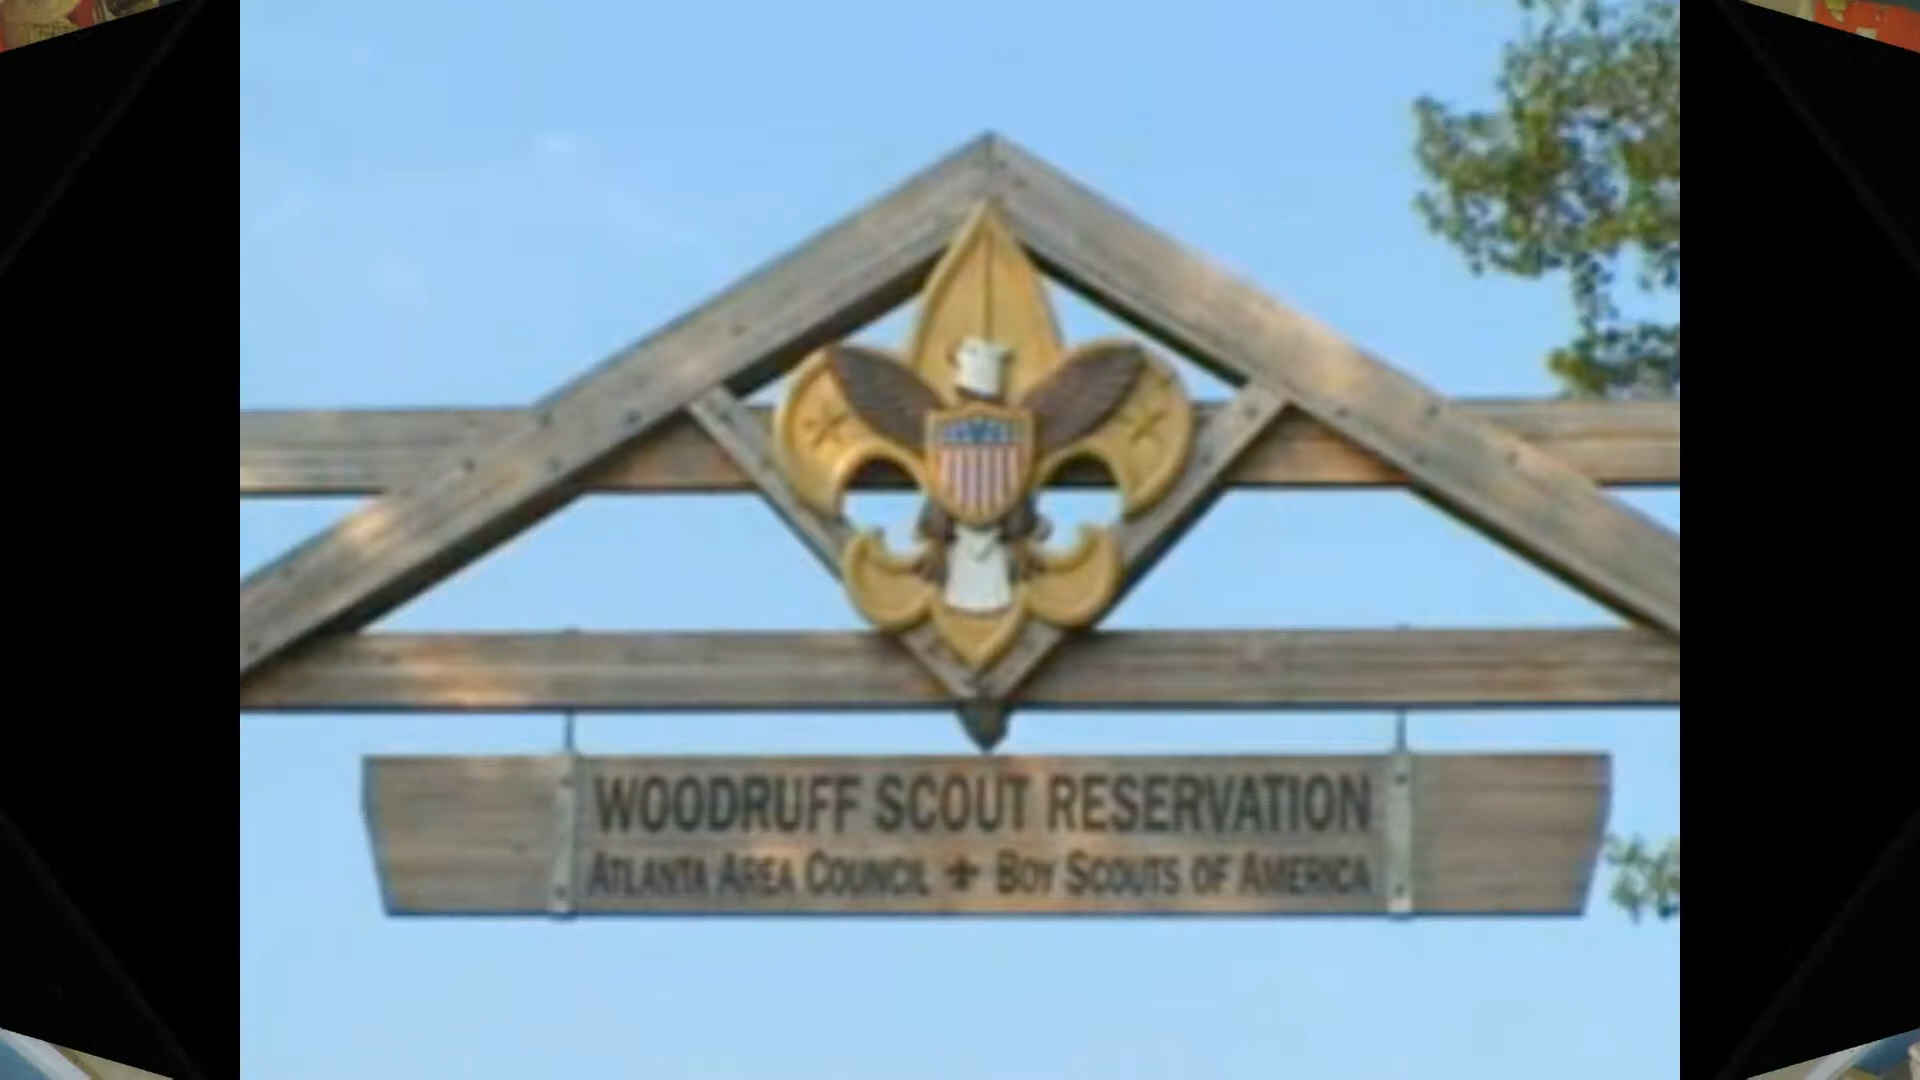 WOODRUFF SCOUT RESERVATION
ATLANTA AREA COUNCIL ⚜ BOY SCOUTS OF AMERICA